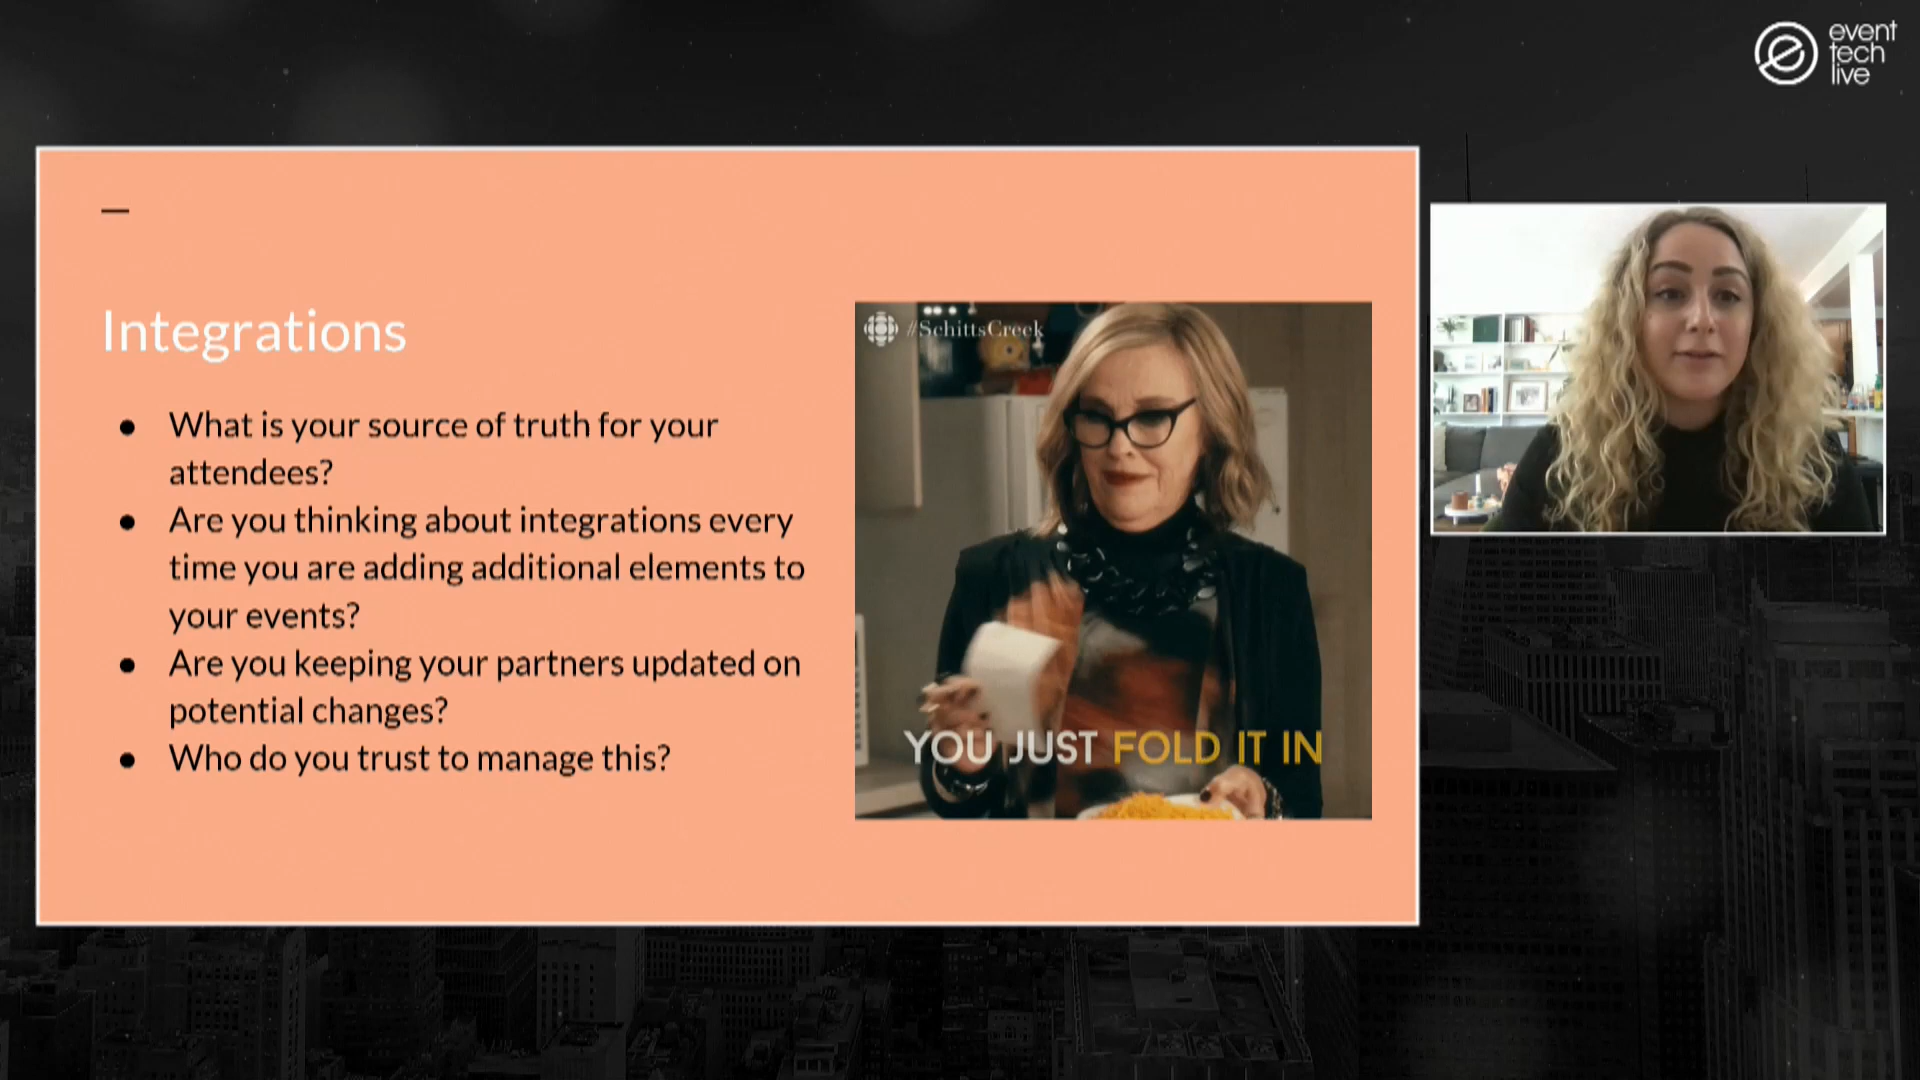 event
tech
live
Integrations
● What is your source of truth for your
attendees?
● Are you thinking about integrations every
time you are adding additional elements to
your events?
● Are you keeping your partners updated on
potential changes?
● Who do you trust to manage this?
#SchittsCreek
YOU JUST FOLD IT IN